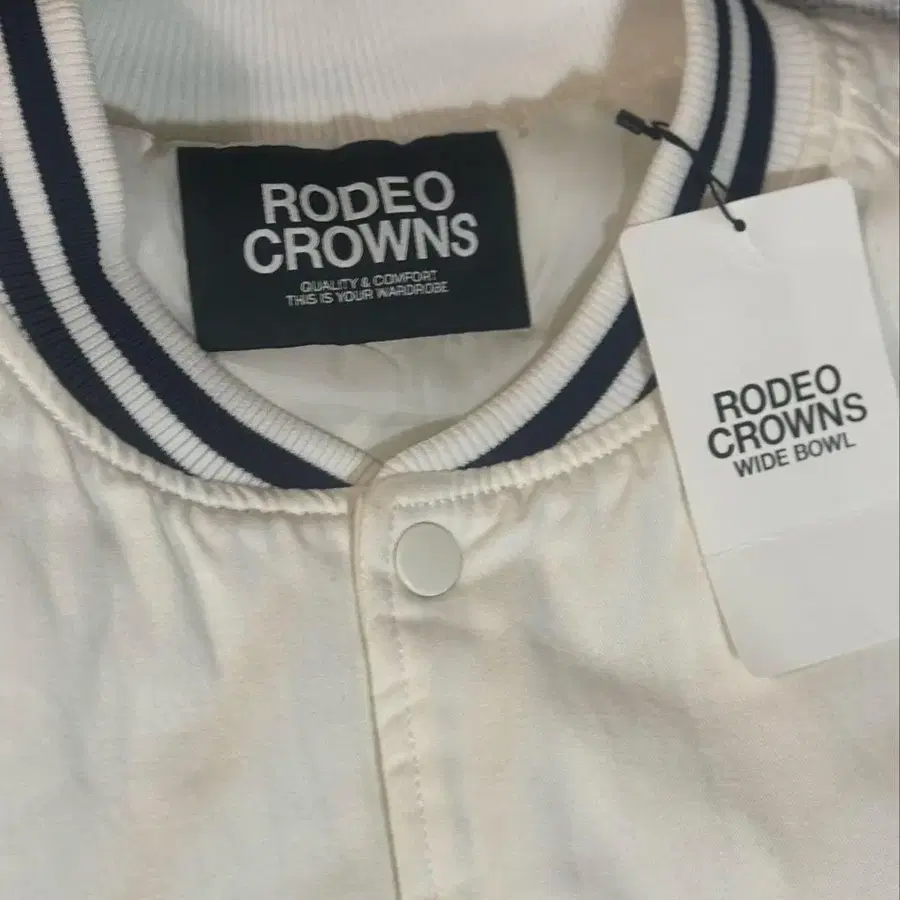 RODEO
CROWNS
QUALITY & COMFORT
THIS IS YOUR WARDROBE
RODEO
CROWNS
WIDE BOWL